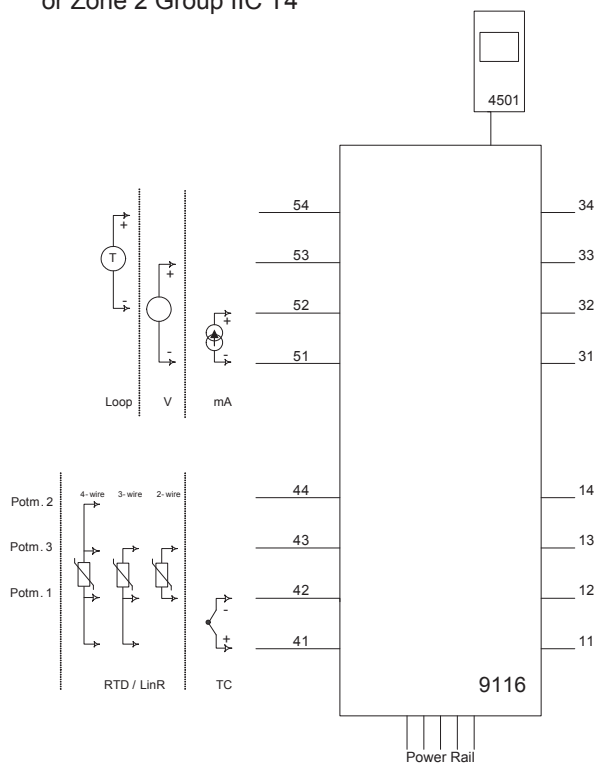 or Zone 2 Group IIC T4
4501
54 34
+
T
53 33
+
52 32
- +
51 31
- -
Loop V mA
4-wire 3-wire 2-wire
44 14
Potm. 2
43 13
Potm. 3
42 12
Potm. 1
-
+
41 11
RTD / LinR TC
9116
Power Rail